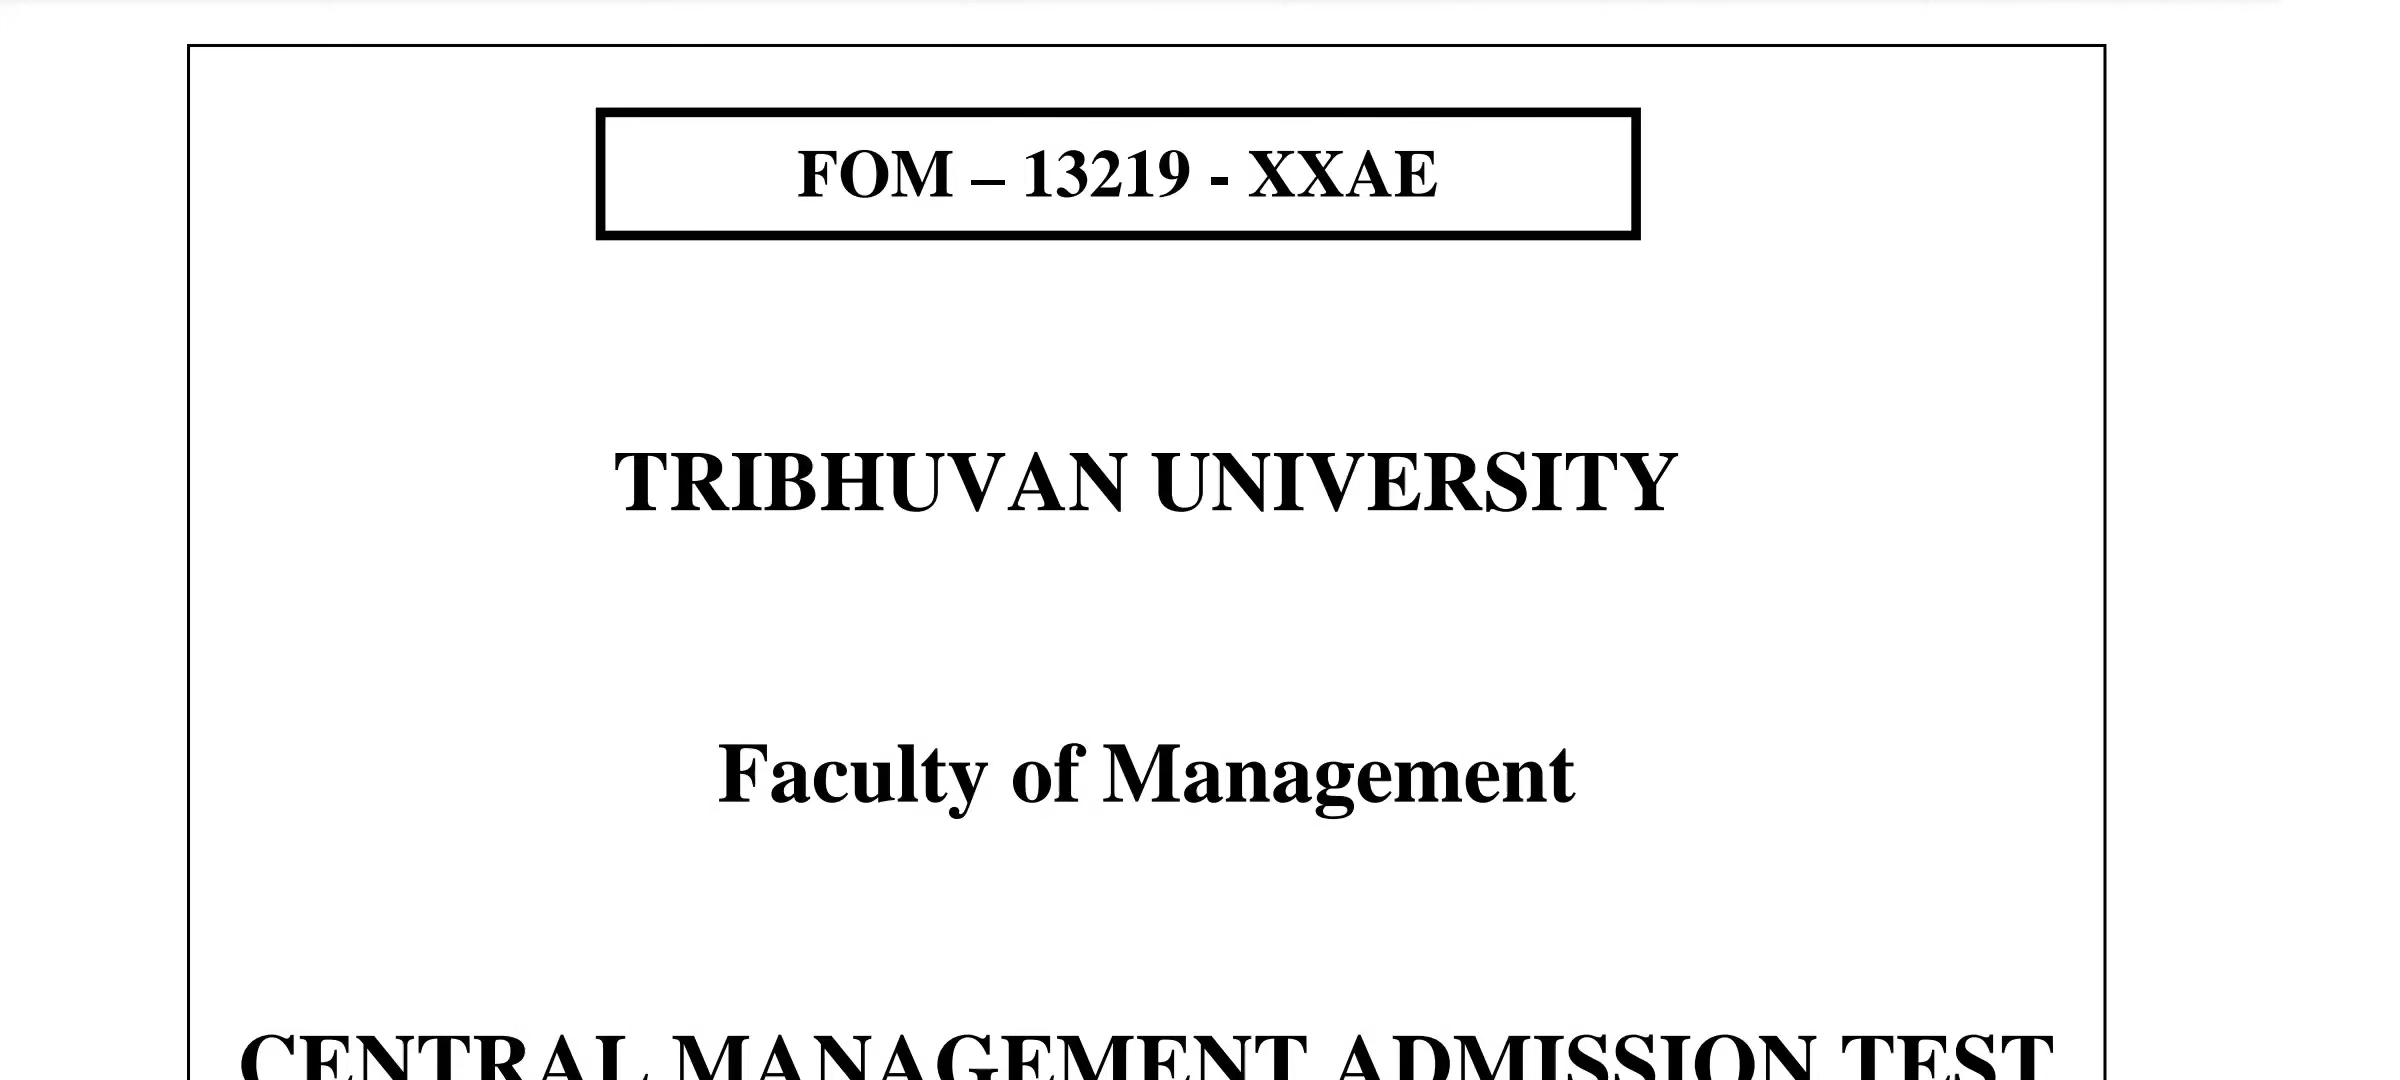 FOM – 13219 - XXAE
TRIBHUVAN UNIVERSITY
Faculty of Management
CENTRAL MANAGEMENT ADMISSION TEST